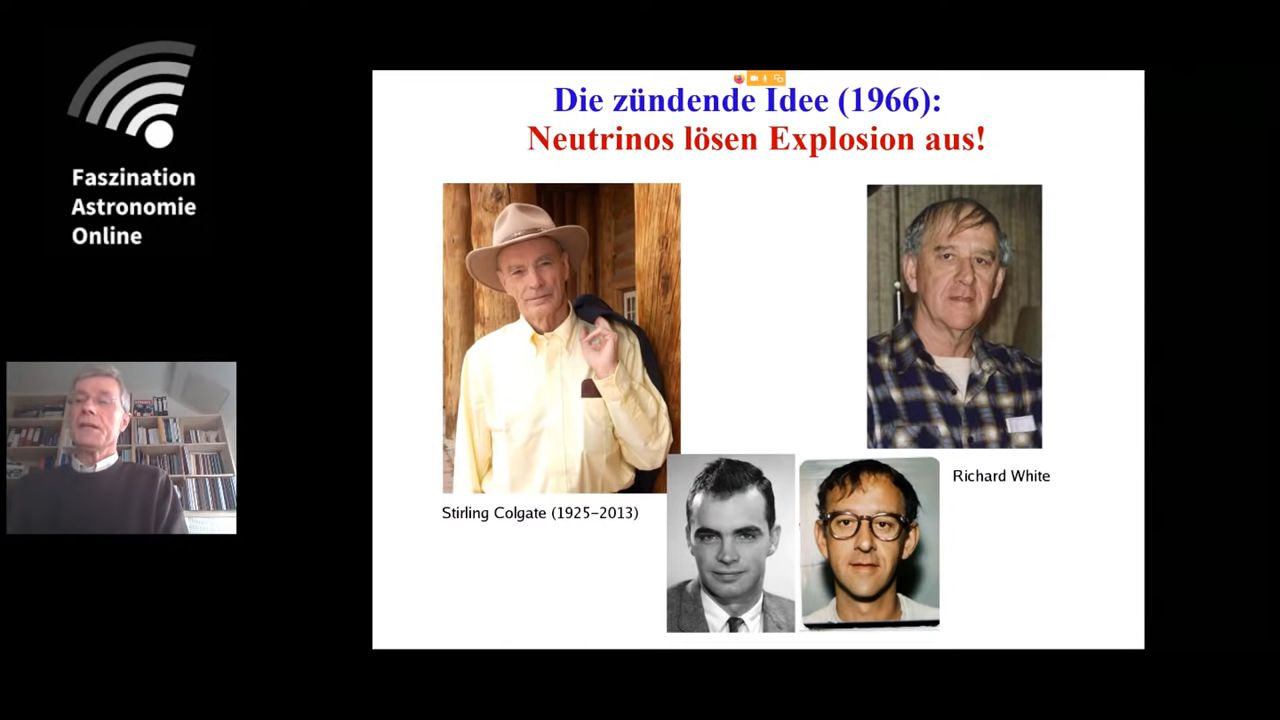 Faszination
Astronomie
Online
Die zündende Idee (1966):
Neutrinos lösen Explosion aus!
Richard White
Stirling Colgate (1925–2013)